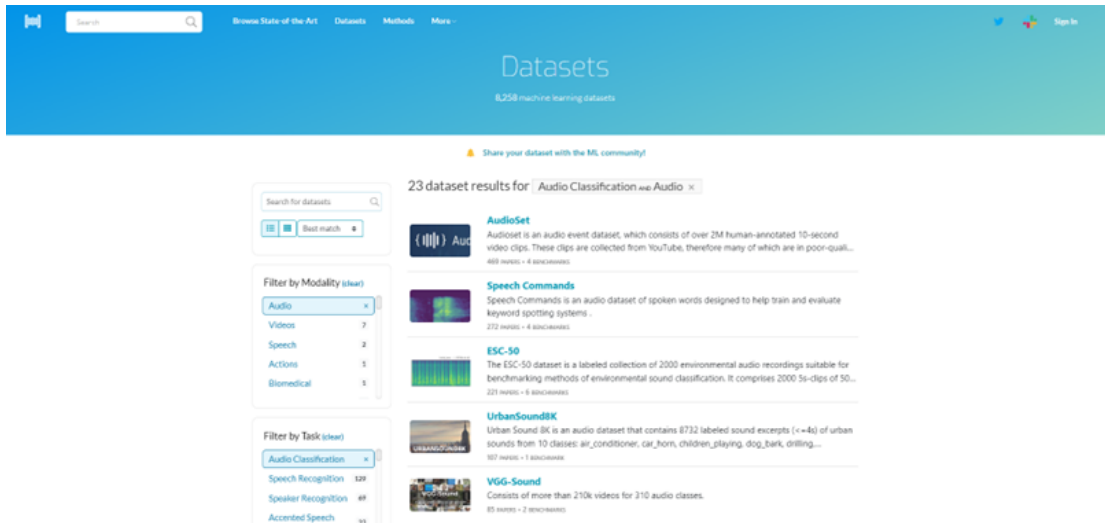 Search
Browse State-of-the-Art Datasets Methods More
Sign In
Datasets
8,258 machine learning datasets
Share your dataset with the ML community!
23 dataset results for Audio Classification AND Audio ×
Search for datasets
Best match
Filter by Modality (clear)
Audio ×
Videos 7
Speech 2
Actions 1
Biomedical 1
Filter by Task (clear)
Audio Classification ×
Speech Recognition 129
Speaker Recognition 69
Accented Speech
AudioSet
Audioset is an audio event dataset, which consists of over 2M human-annotated 10-second
video clips. These clips are collected from YouTube, therefore many of which are in poor-quali...
469 PAPERS • 4 BENCHMARKS
Speech Commands
Speech Commands is an audio dataset of spoken words designed to help train and evaluate
keyword spotting systems .
272 PAPERS • 4 BENCHMARKS
ESC-50
The ESC-50 dataset is a labeled collection of 2000 environmental audio recordings suitable for
benchmarking methods of environmental sound classification. It comprises 2000 5s-clips of 50...
221 PAPERS • 6 BENCHMARKS
URBANSOUND8K
UrbanSound8K
Urban Sound 8K is an audio dataset that contains 8732 labeled sound excerpts (<=4s) of urban
sounds from 10 classes: air_conditioner, car_horn, children_playing, dog_bark, drilling,...
107 PAPERS • 1 BENCHMARK
VGG-Sound
Consists of more than 210k videos for 310 audio classes.
85 PAPERS • 2 BENCHMARKS